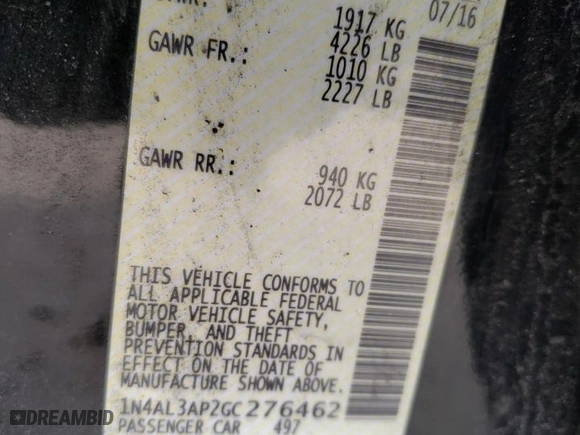 07/16
1917 KG
4226 LB
GAWR FR.:
1010 KG
2227 LB
GAWR RR.:
940 KG
2072 LB
THIS VEHICLE CONFORMS TO
ALL APPLICABLE FEDERAL
MOTOR VEHICLE SAFETY,
BUMPER, AND THEFT
PREVENTION STANDARDS IN
EFFECT ON THE DATE OF
MANUFACTURE SHOWN ABOVE.
1N4AL3AP2GC276462
PASSENGER CAR 497
DREAMBID